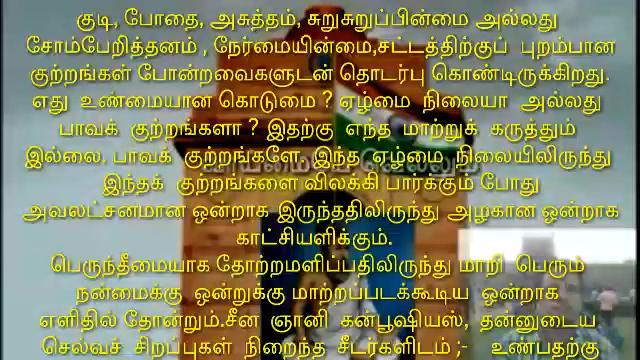 குடி, போதை, அசுத்தம், சுறுசுறுப்பின்மை அல்லது
சோம்பேறித்தனம் , நேர்மையின்மை,சட்டத்திற்குப் புறம்பான
குற்றங்கள் போன்றவைகளுடன் தொடர்பு கொண்டிருக்கிறது.
எது உண்மையான கொடுமை ? ஏழ்மை நிலையா அல்லது
பாவக் குற்றங்களா ? இதற்கு எந்த மாற்றுக் கருத்தும்
இல்லை. பாவக் குற்றங்களே. இந்த ஏழ்மை நிலையிலிருந்து
இந்தக் குற்றங்களை விலக்கி பார்க்கும் போது
அவலட்சனமான ஒன்றாக இருந்ததிலிருந்து அழகான ஒன்றாக
காட்சியளிக்கும்.
பெருந்தீமையாக தோற்றமளிப்பதிலிருந்து மாறி பெரும்
நன்மைக்கு ஒன்றுக்கு மாற்றப்படக்கூடிய ஒன்றாக
எளிதில் தோன்றும்.சீன ஞானி கன்பூஷியஸ், தன்னுடைய
செல்வச் சிறப்புகள் நிறைந்த சீடர்களிடம் ;- உண்பதற்கு